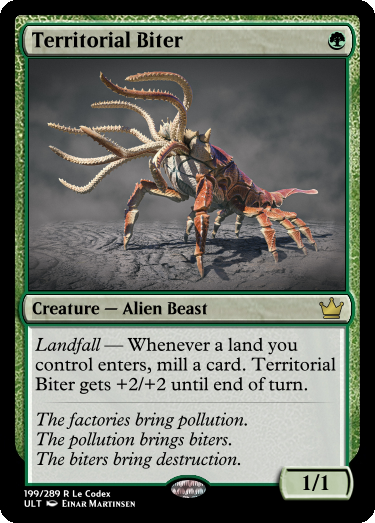 Territorial Biter
Creature — Alien Beast
Landfall — Whenever a land you
control enters, mill a card. Territorial
Biter gets +2/+2 until end of turn.
The factories bring pollution.
The pollution brings biters.
The biters bring destruction.
1/1
199/289 R Le Codex
ULT Einar Martinsen